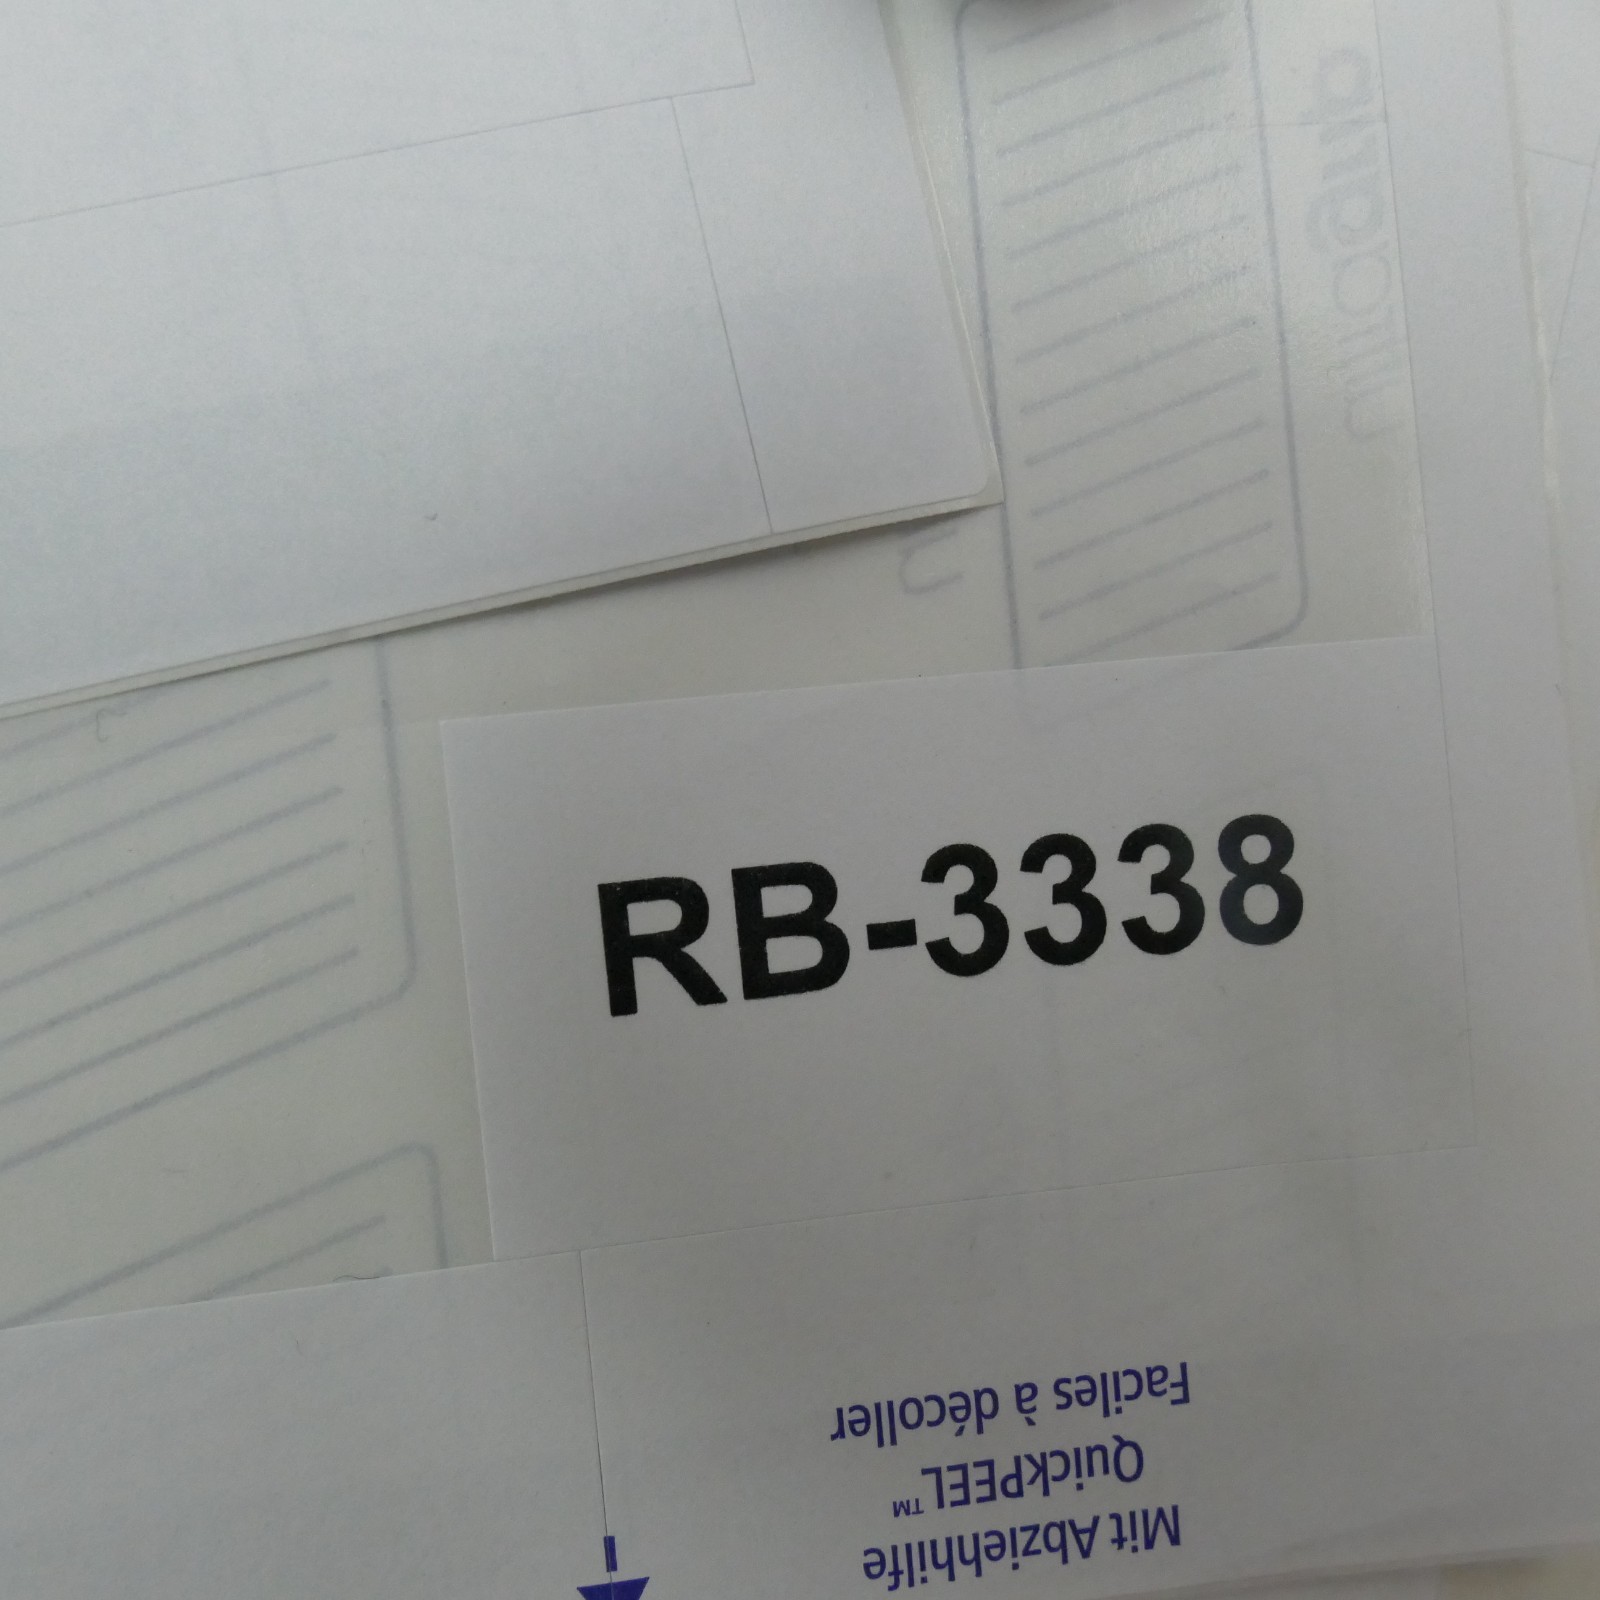 RB-3338
Mit Abziehhilfe
QuickPEEL™
Faciles à décoller